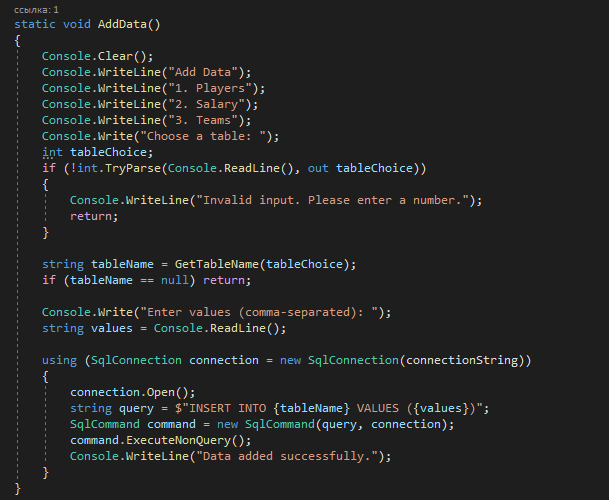 ссылка: 1
static void AddData()
{
    Console.Clear();
    Console.WriteLine("Add Data");
    Console.WriteLine("1. Players");
    Console.WriteLine("2. Salary");
    Console.WriteLine("3. Teams");
    Console.Write("Choose a table: ");
    int tableChoice;
    if (!int.TryParse(Console.ReadLine(), out tableChoice))
    {
        Console.WriteLine("Invalid input. Please enter a number.");
        return;
    }

    string tableName = GetTableName(tableChoice);
    if (tableName == null) return;

    Console.Write("Enter values (comma-separated): ");
    string values = Console.ReadLine();

    using (SqlConnection connection = new SqlConnection(connectionString))
    {
        connection.Open();
        string query = $"INSERT INTO {tableName} VALUES ({values})";
        SqlCommand command = new SqlCommand(query, connection);
        command.ExecuteNonQuery();
        Console.WriteLine("Data added successfully.");
    }
}